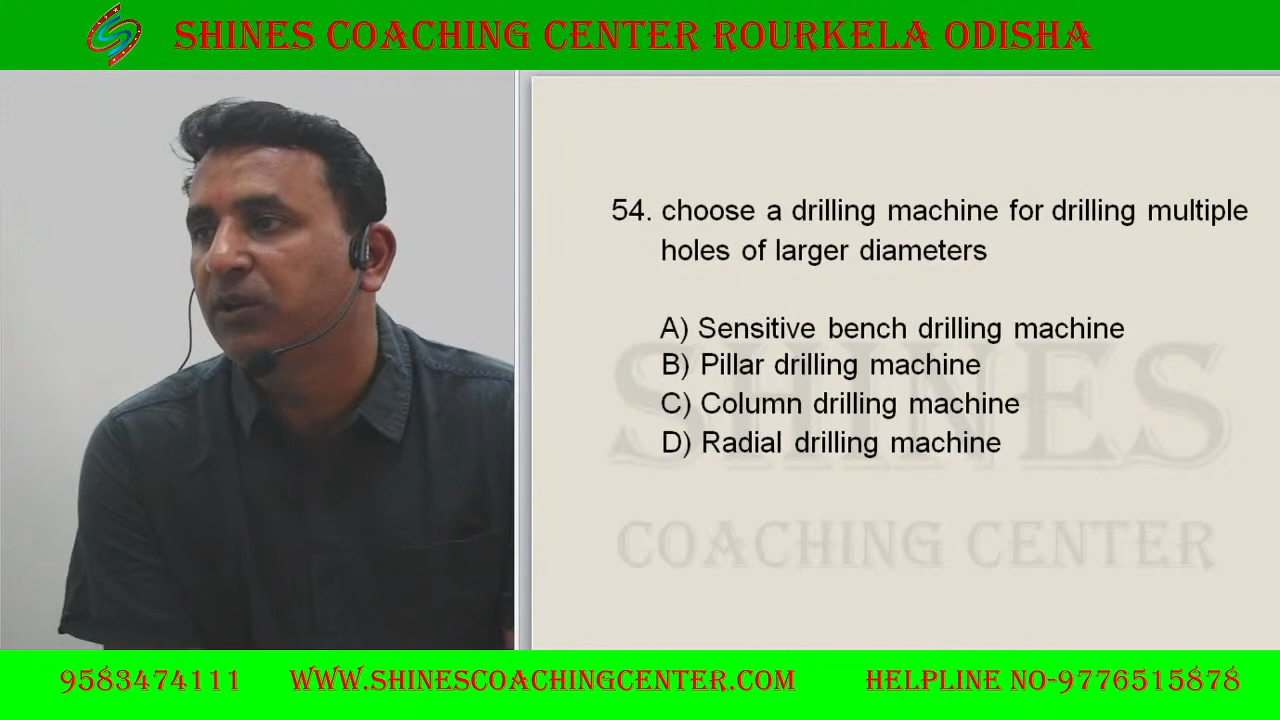 SHINES COACHING CENTER ROURKELA ODISHA
54. choose a drilling machine for drilling multiple
holes of larger diameters
A) Sensitive bench drilling machine
B) Pillar drilling machine
C) Column drilling machine
D) Radial drilling machine
SHINES
COACHING CENTER
9583474111 WWW.SHINESCOACHINGCENTER.COM HELPLINE NO-9776515878